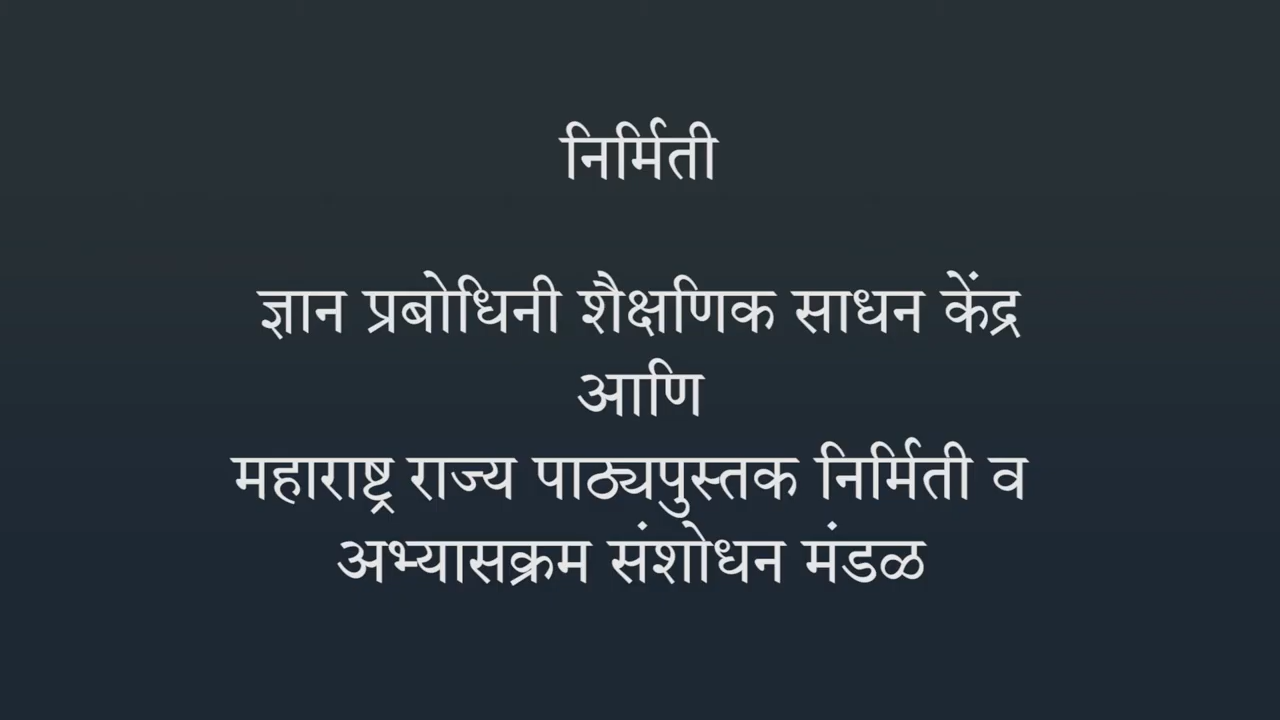 निर्मिती
ज्ञान प्रबोधिनी शैक्षणिक साधन केंद्र
आणि
महाराष्ट्र राज्य पाठ्यपुस्तक निर्मिती व
अभ्यासक्रम संशोधन मंडळ